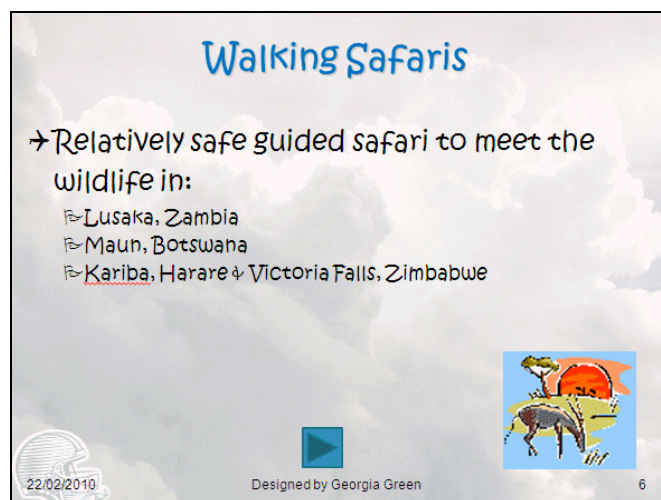 Walking Safaris
Relatively safe guided safari to meet the
wildlife in:
Lusaka, Zambia
Maun, Botswana
Kariba, Harare & Victoria Falls, Zimbabwe
22/02/2010
Designed by Georgia Green
6